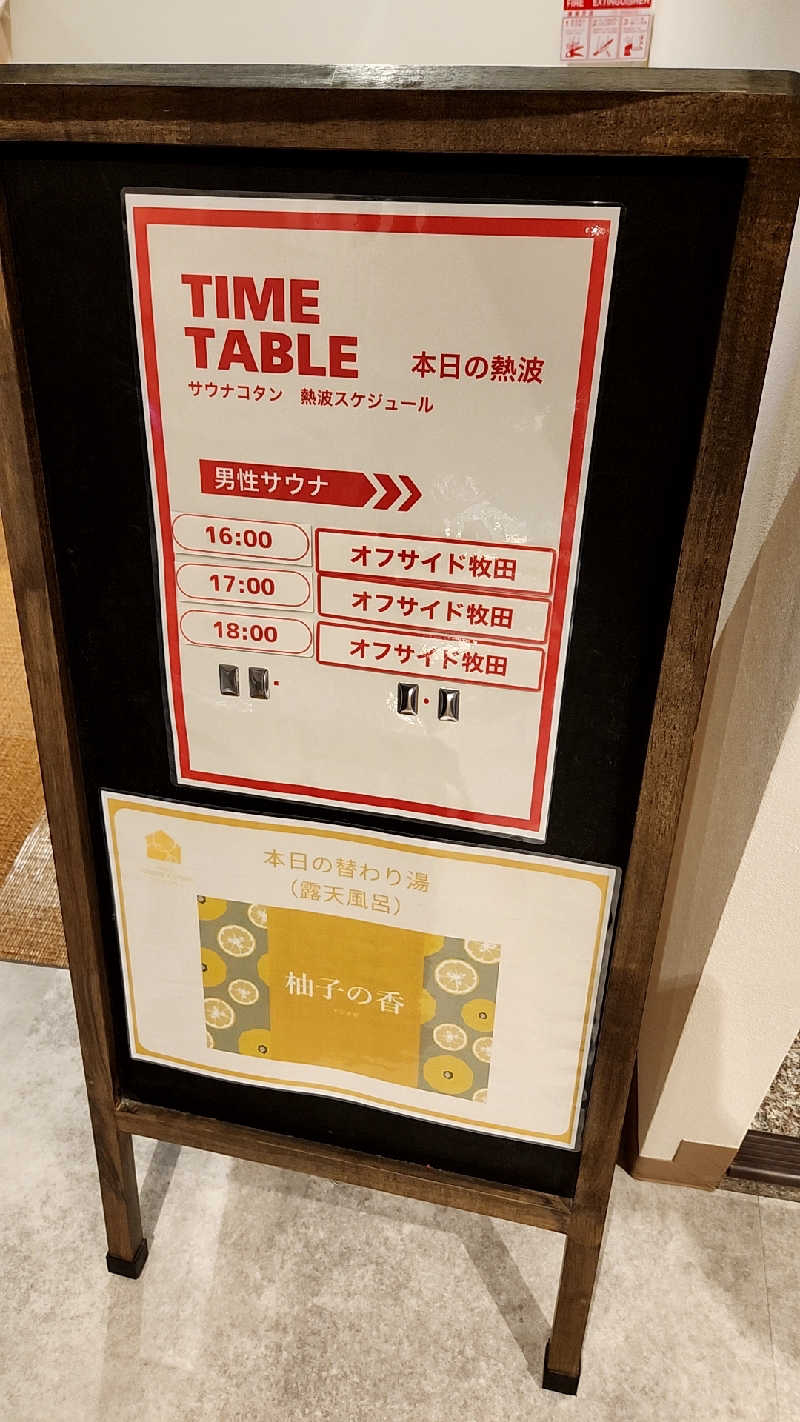 FIRE EXTINGUISHER
TIME
TABLE
本日の熱波
サウナコタン 熱波スケジュール
男性サウナ
16:00 オフサイド牧田
17:00 オフサイド牧田
18:00 オフサイド牧田
本日の替わり湯
（露天風呂）
柚子の香